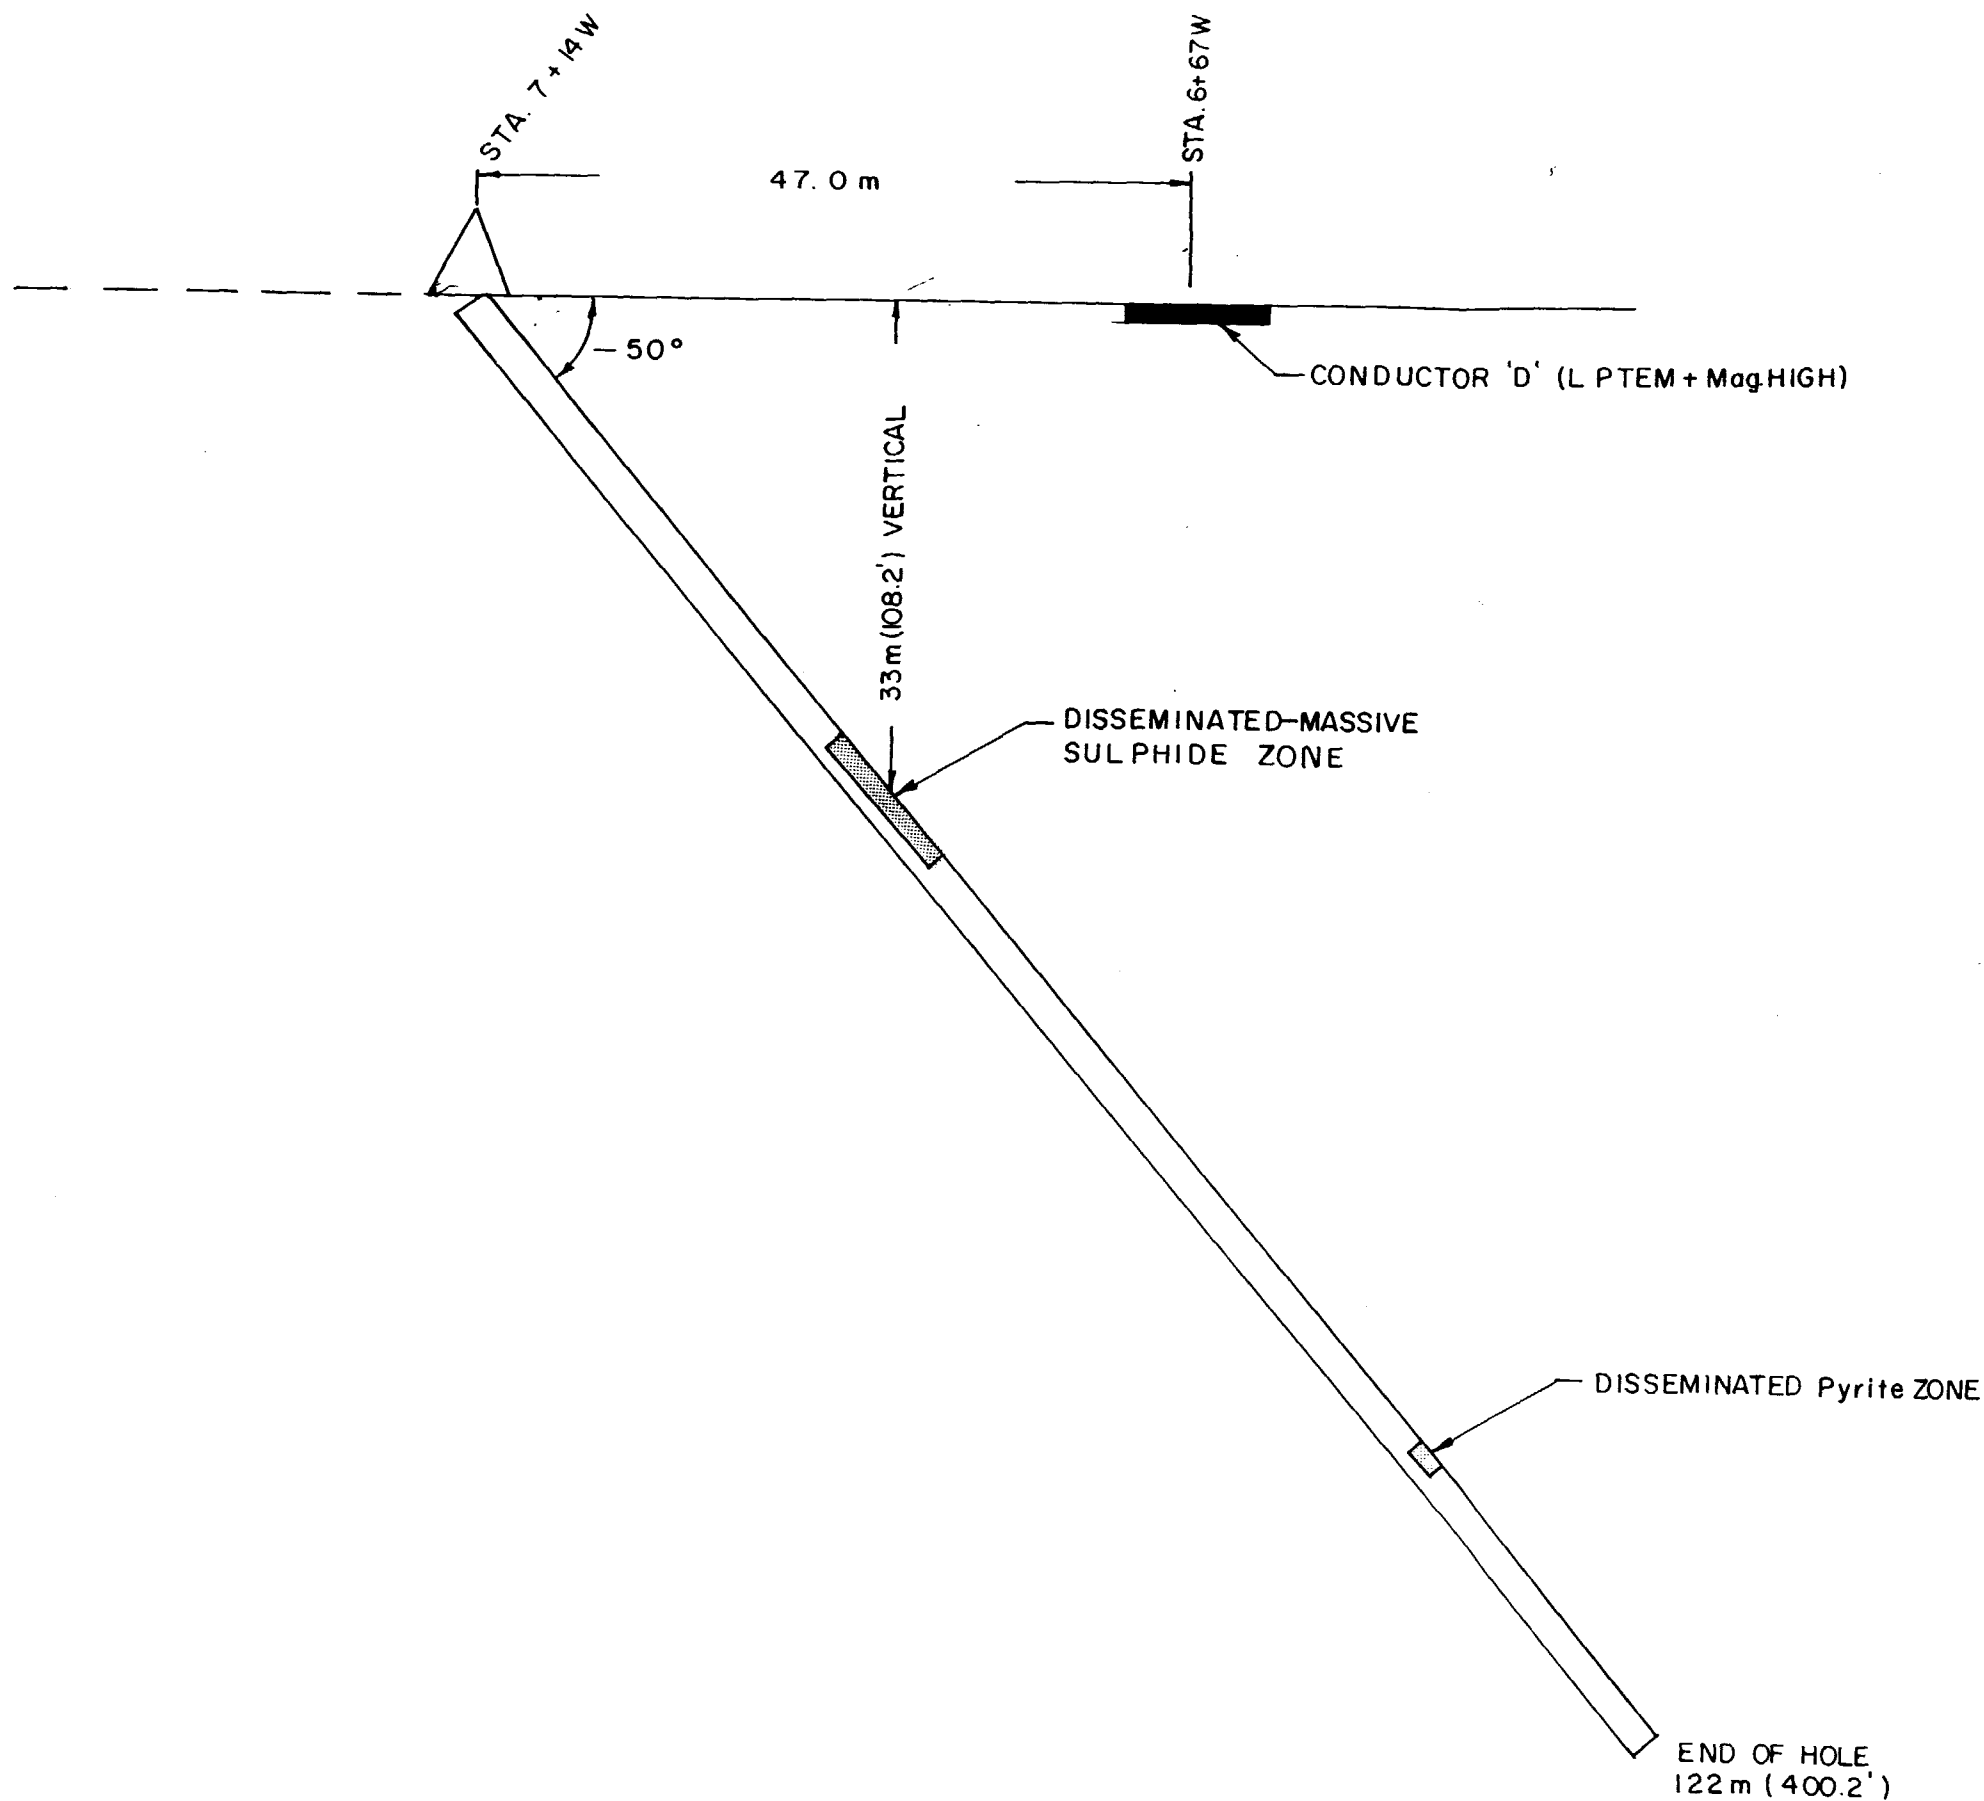 STA. 7+14W
STA. 6+67W
47.0 m
-50°
CONDUCTOR 'D' (LPTEM + Mag.HIGH)
33m (108.2') VERTICAL
DISSEMINATED-MASSIVE
SULPHIDE ZONE
DISSEMINATED Pyrite ZONE
END OF HOLE
122m (400.2')